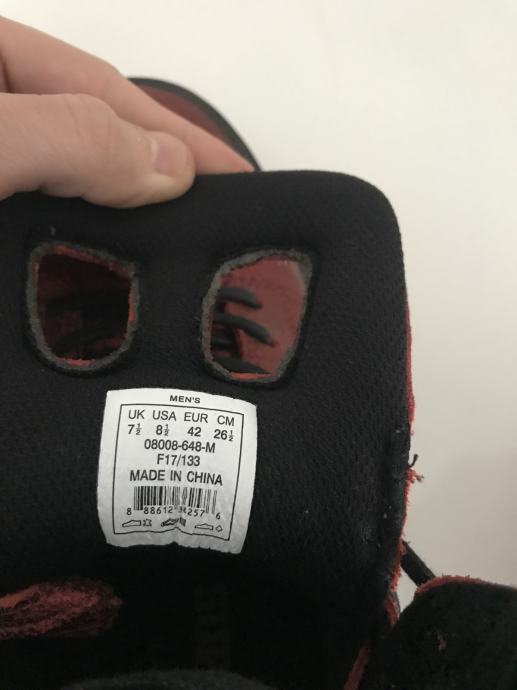 MEN'S
UK USA EUR CM
7½ 8½ 42 26½
08008-648-M
F17/133
MADE IN CHINA